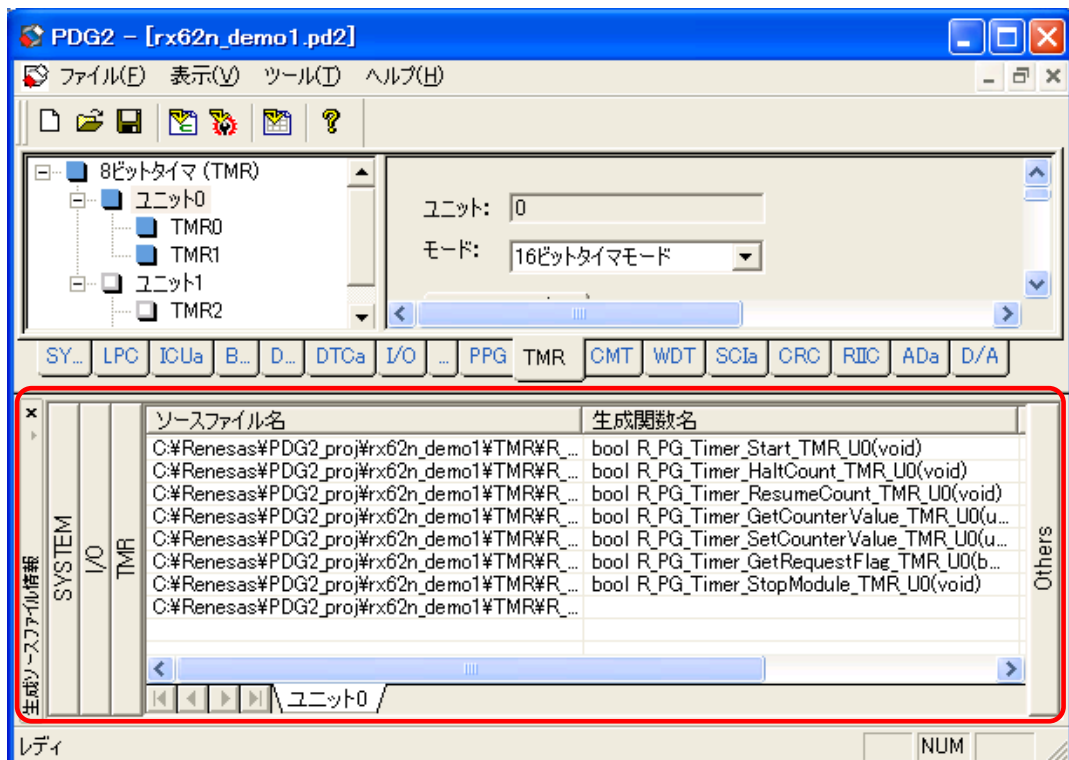 PDG2 - [rx62n_demo1.pd2]
ファイル(F) 表示(V) ツール(T) ヘルプ(H)
8ビットタイマ (TMR)
ユニット0
TMR0
TMR1
ユニット1
TMR2
ユニット: 0
モード: 16ビットタイマモード
SY... LPC ICUa B... D... DTCa I/O ... PPG TMR CMT WDT SCIa CRC RIIC ADa D/A
生成ソースファイル情報
SYSTEM
I/O
TMR
ソースファイル名 生成関数名
C:¥Renesas¥PDG2_proj¥rx62n_demo1¥TMR¥R_... bool R_PG_Timer_Start_TMR_U0(void)
C:¥Renesas¥PDG2_proj¥rx62n_demo1¥TMR¥R_... bool R_PG_Timer_HaltCount_TMR_U0(void)
C:¥Renesas¥PDG2_proj¥rx62n_demo1¥TMR¥R_... bool R_PG_Timer_ResumeCount_TMR_U0(void)
C:¥Renesas¥PDG2_proj¥rx62n_demo1¥TMR¥R_... bool R_PG_Timer_GetCounterValue_TMR_U0(u...
C:¥Renesas¥PDG2_proj¥rx62n_demo1¥TMR¥R_... bool R_PG_Timer_SetCounterValue_TMR_U0(u...
C:¥Renesas¥PDG2_proj¥rx62n_demo1¥TMR¥R_... bool R_PG_Timer_GetRequestFlag_TMR_U0(b...
C:¥Renesas¥PDG2_proj¥rx62n_demo1¥TMR¥R_... bool R_PG_Timer_StopModule_TMR_U0(void)
C:¥Renesas¥PDG2_proj¥rx62n_demo1¥TMR¥R_...
Others
ユニット0
レディ
NUM